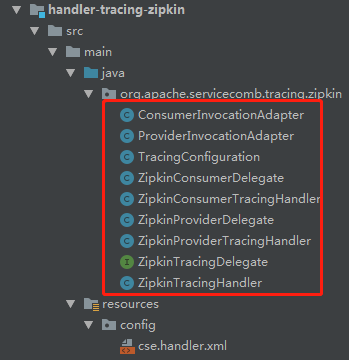 handler-tracing-zipkin
src
main
java
org.apache.servicecomb.tracing.zipkin
ConsumerInvocationAdapter
ProviderInvocationAdapter
TracingConfiguration
ZipkinConsumerDelegate
ZipkinConsumerTracingHandler
ZipkinProviderDelegate
ZipkinProviderTracingHandler
ZipkinTracingDelegate
ZipkinTracingHandler
resources
config
cse.handler.xml